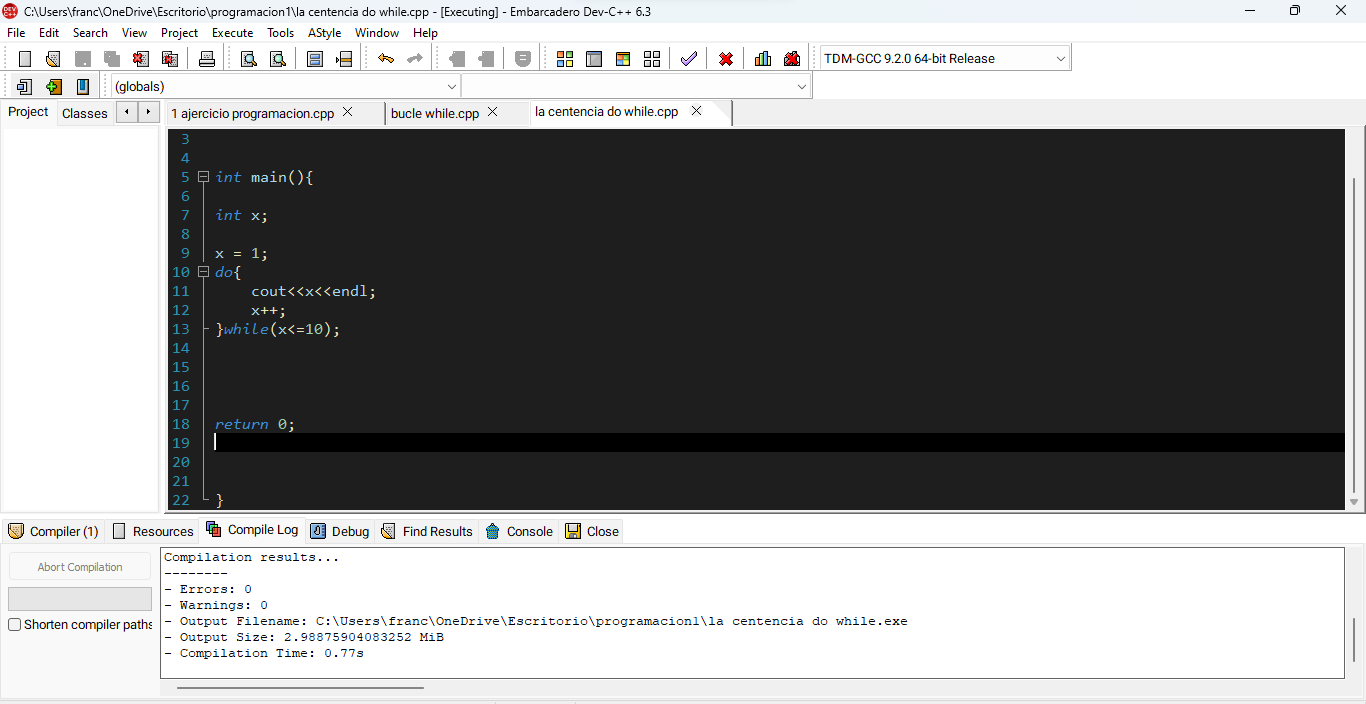 C:\Users\franc\OneDrive\Escritorio\programacion1\la centencia do while.cpp - [Executing] - Embarcadero Dev-C++ 6.3
File Edit Search View Project Execute Tools AStyle Window Help
TDM-GCC 9.2.0 64-bit Release
(globals)
Project Classes 1 ajercicio programacion.cpp bucle while.cpp la centencia do while.cpp
3
4
5 int main(){
6
7 int x;
8
9 x = 1;
10 do{
11 cout<<x<<endl;
12 x++;
13 }while(x<=10);
14
15
16
17
18 return 0;
19
20
21
22 }
Compiler (1) Resources Compile Log Debug Find Results Console Close
Abort Compilation
Shorten compiler paths
Compilation results...
--------
- Errors: 0
- Warnings: 0
- Output Filename: C:\Users\franc\OneDrive\Escritorio\programacion1\la centencia do while.exe
- Output Size: 2.98875904083252 MiB
- Compilation Time: 0.77s